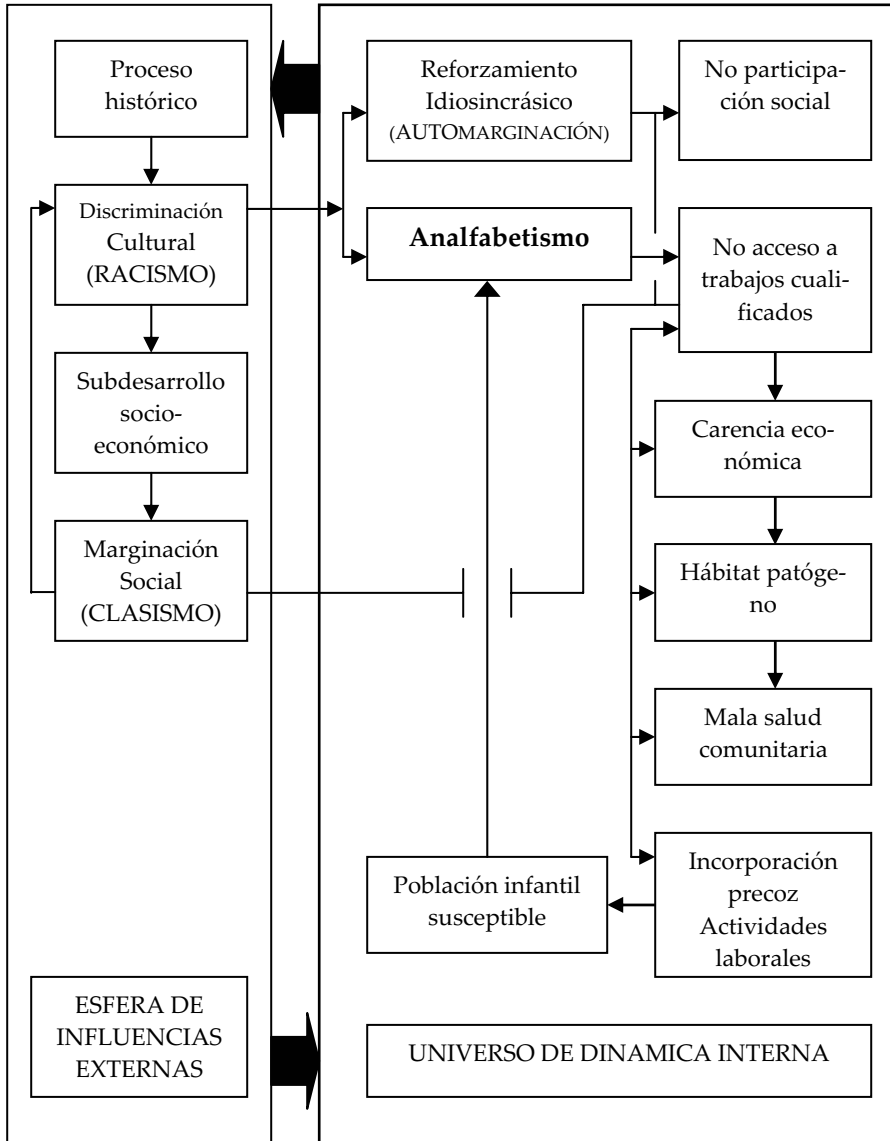 Proceso
histórico
Discriminación
Cultural
(RACISMO)
Subdesarrollo
socio-
económico
Marginación
Social
(CLASISMO)
ESFERA DE
INFLUENCIAS
EXTERNAS
Reforzamiento
Idiosincrásico
(AUTOMARGINACIÓN)
No participa-
ción social
Analfabetismo
No acceso a
trabajos cuali-
ficados
Carencia eco-
nómica
Hábitat patóge-
no
Mala salud
comunitaria
Incorporación
precoz
Actividades
laborales
Población infantil
susceptible
UNIVERSO DE DINAMICA INTERNA